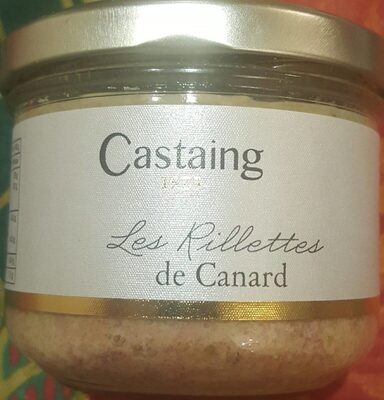 Castaing
Les Rillettes
de Canard